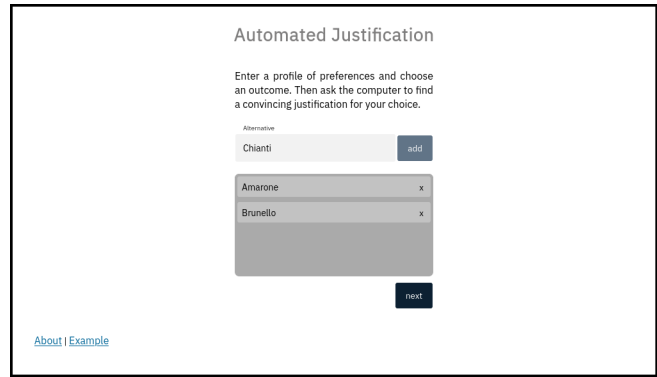 Automated Justification
Enter a profile of preferences and choose
an outcome. Then ask the computer to find
a convincing justification for your choice.
Alternative
Chianti
add
Amarone x
Brunello x
next
About | Example